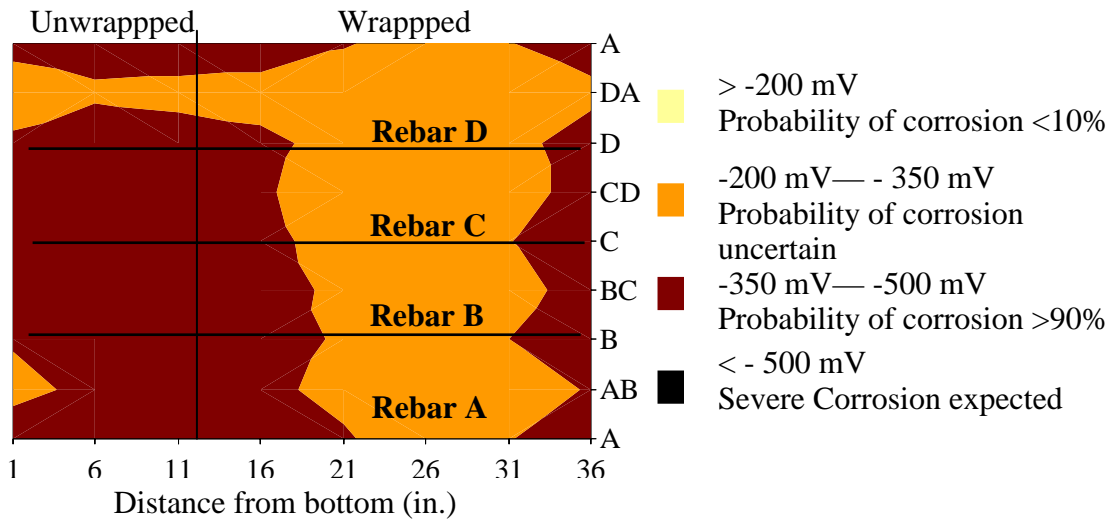 Unwrappped Wrappped
A
DA
D
CD
C
BC
B
AB
A
Rebar D
Rebar C
Rebar B
Rebar A
1 6 11 16 21 26 31 36
Distance from bottom (in.)
> -200 mV
Probability of corrosion <10%
-200 mV— - 350 mV
Probability of corrosion
uncertain
-350 mV— -500 mV
Probability of corrosion >90%
< - 500 mV
Severe Corrosion expected